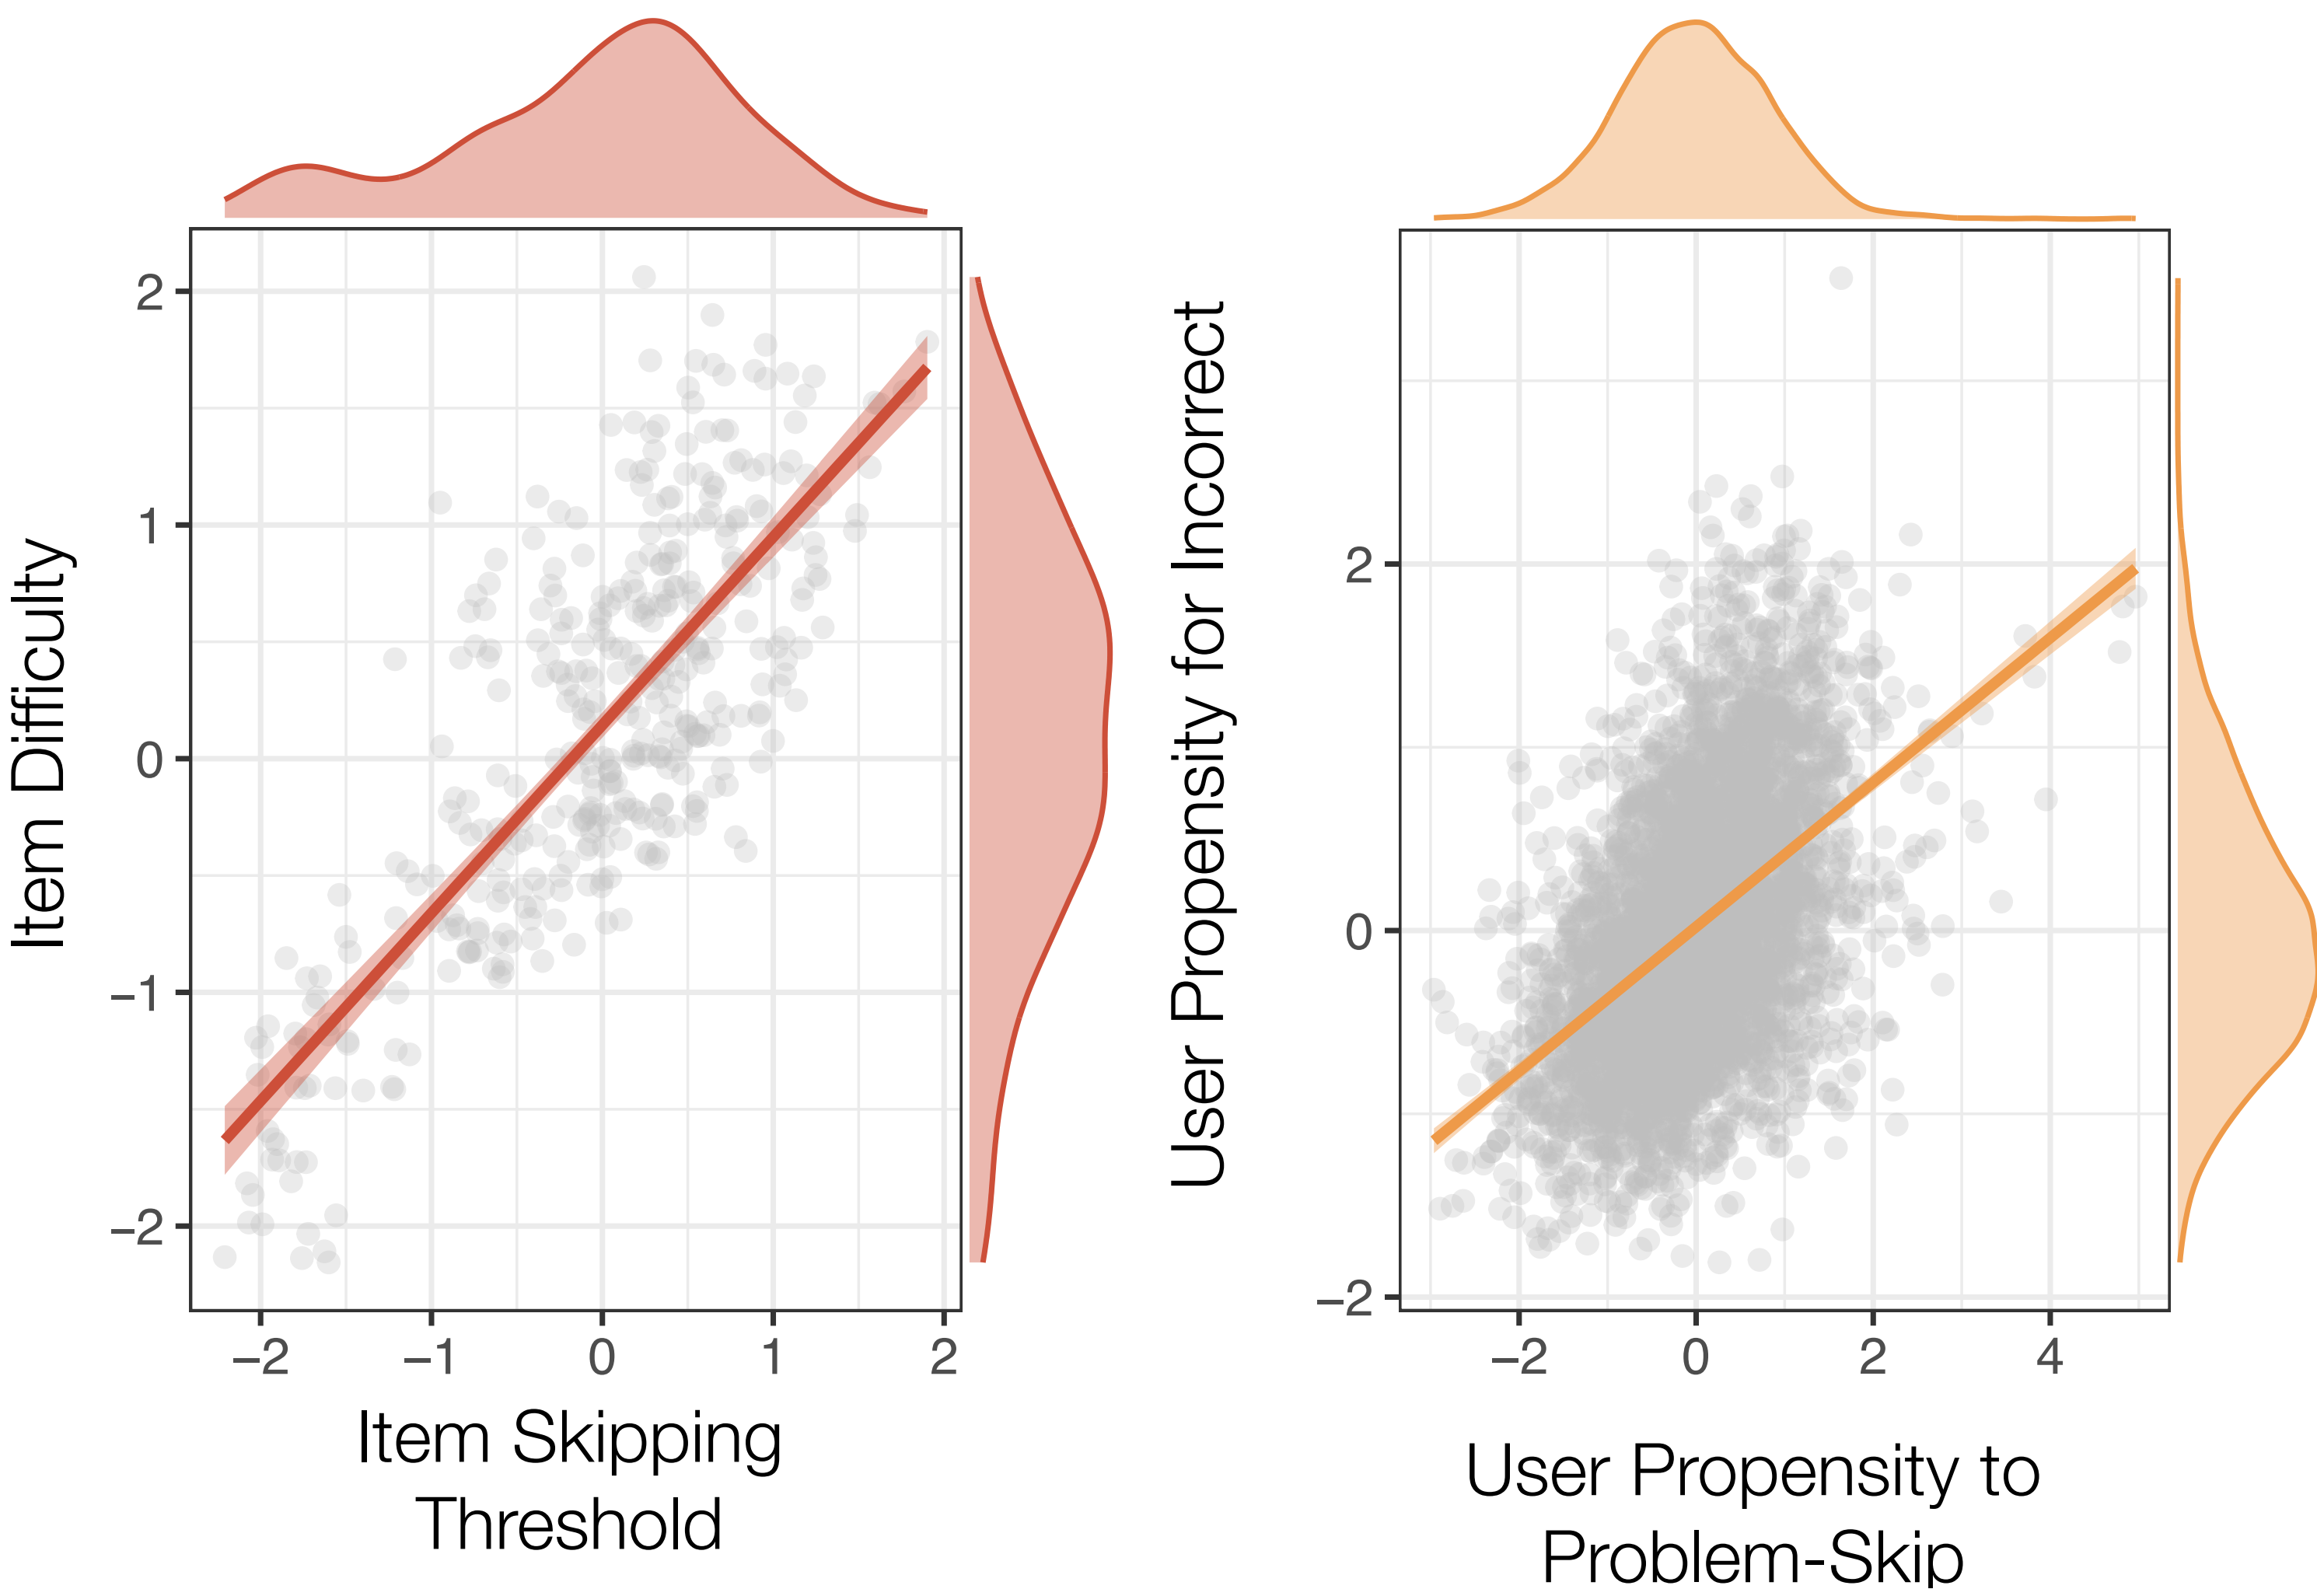 Item Difficulty
2
1
0
−1
−2
−2
−1
0
1
2
Item Skipping
Threshold
User Propensity for Incorrect
2
0
−2
−2
0
2
4
User Propensity to
Problem-Skip